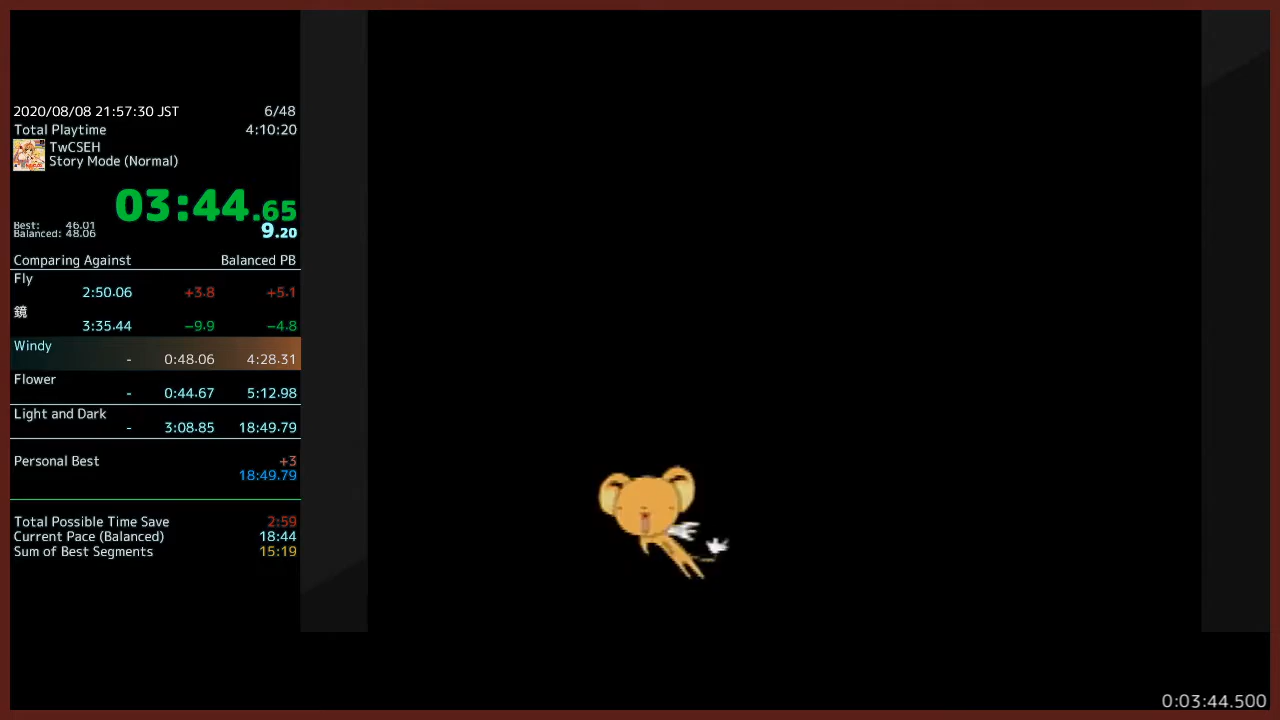 2020/08/08 21:57:30 JST 6/48
Total Playtime 4:10:20
TwCSEH
Story Mode (Normal)
03:44.65
Best: 46.01
Balanced: 48.06
9.20
Comparing Against Balanced PB
Fly
2:50.06 +3.8 +5.1
鏡
3:35.44 −9.9 −4.8
Windy
- 0:48.06 4:28.31
Flower
- 0:44.67 5:12.98
Light and Dark
- 3:08.85 18:49.79
Personal Best +3
18:49.79
Total Possible Time Save 2:59
Current Pace (Balanced) 18:44
Sum of Best Segments 15:19
0:03:44.500